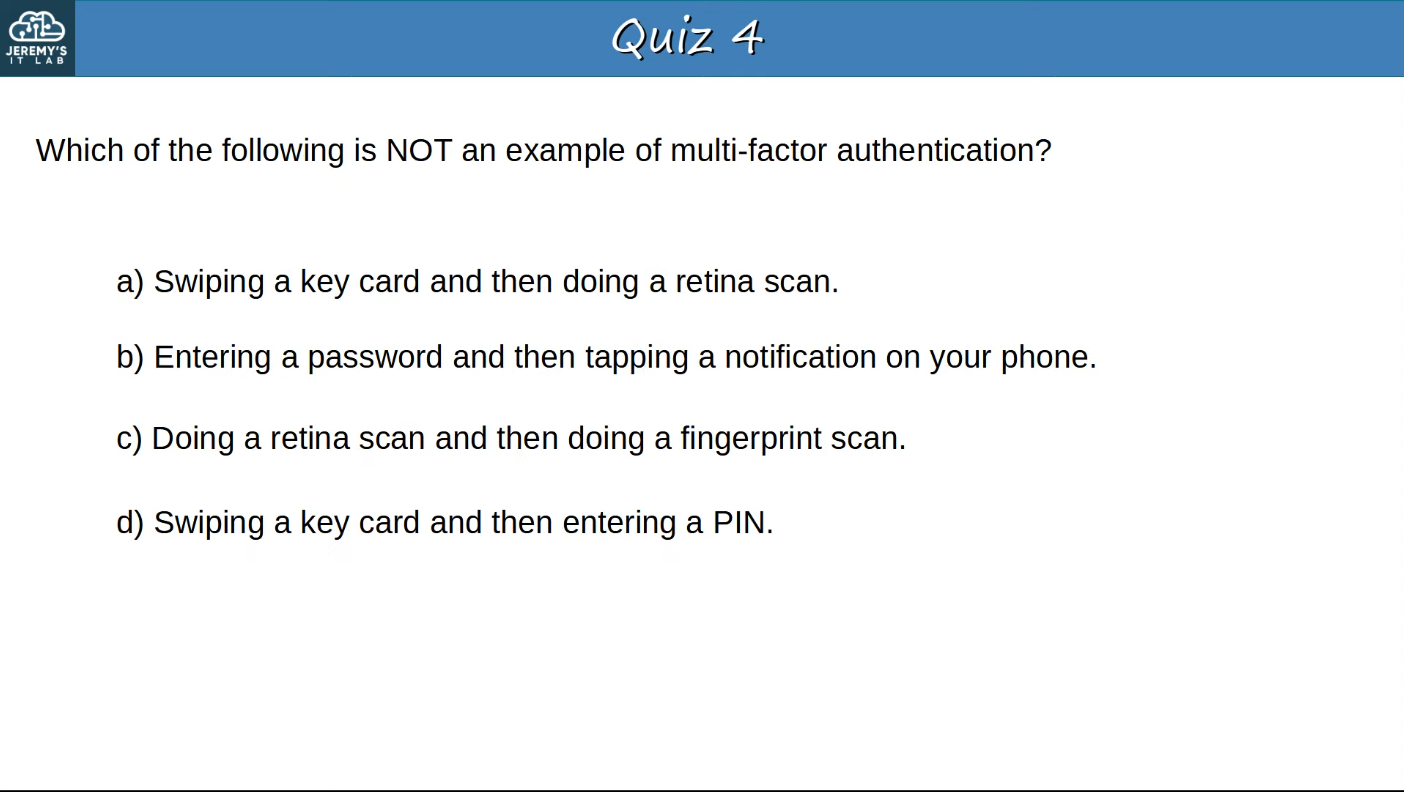 JEREMY'S
IT LAB
Quiz 4
Which of the following is NOT an example of multi-factor authentication?
a) Swiping a key card and then doing a retina scan.
b) Entering a password and then tapping a notification on your phone.
c) Doing a retina scan and then doing a fingerprint scan.
d) Swiping a key card and then entering a PIN.